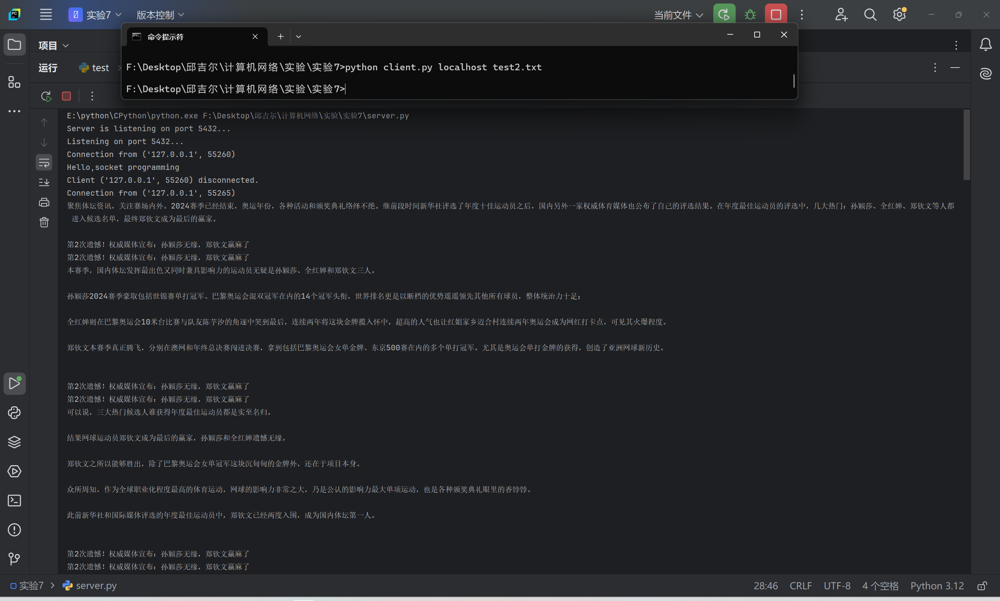 PC
实验7
版本控制
当前文件
命令提示符
项目
运行
test
F:\Desktop\邱吉尔\计算机网络\实验\实验7>python client.py localhost test2.txt
F:\Desktop\邱吉尔\计算机网络\实验\实验7>
E:\python\CPython\python.exe F:\Desktop\邱吉尔\计算机网络\实验\实验7\server.py
Server is listening on port 5432...
Listening on port 5432...
Connection from ('127.0.0.1', 55260)
Hello,socket programming
Client ('127.0.0.1', 55260) disconnected.
Connection from ('127.0.0.1', 55265)
聚焦体坛资讯，关注赛场内外。2024赛季已经结束，奥运年份，各种活动和颁奖典礼络绎不绝。继前段时间新华社评选了年度十佳运动员之后，国内另外一家权威体育媒体也公布了自己的评选结果。在年度最佳运动员的评选中，几大热门：孙颖莎、全红婵、郑钦文等人都
进入候选名单，最终郑钦文成为最后的赢家。
第2次遗憾！权威媒体宣布：孙颖莎无缘，郑钦文赢麻了
第2次遗憾！权威媒体宣布：孙颖莎无缘，郑钦文赢麻了
本赛季，国内体坛发挥最出色又同时兼具影响力的运动员无疑是孙颖莎、全红婵和郑钦文三人。
孙颖莎2024赛季豪取包括世锦赛单打冠军、巴黎奥运会混双冠军在内的14个冠军头衔，世界排名更是以断档的优势遥遥领先其他所有球员，整体统治力十足；
全红婵则在巴黎奥运会10米台比赛与队友陈芋汐的角逐中笑到最后，连续两年将这块金牌揽入怀中，超高的人气也让红姐家乡迈合村连续两年奥运会成为网红打卡点，可见其火爆程度。
郑钦文本赛季真正腾飞，分别在澳网和年终总决赛闯进决赛，拿到包括巴黎奥运会女单金牌、东京500赛在内的多个单打冠军。尤其是奥运会单打金牌的获得，创造了亚洲网球新历史。
第2次遗憾！权威媒体宣布：孙颖莎无缘，郑钦文赢麻了
第2次遗憾！权威媒体宣布：孙颖莎无缘，郑钦文赢麻了
可以说，三大热门候选人谁获得年度最佳运动员都是实至名归。
结果网球运动员郑钦文成为最后的赢家，孙颖莎和全红婵遗憾无缘。
郑钦文之所以能够胜出，除了巴黎奥运会女单冠军这块沉甸甸的金牌外，还在于项目本身。
众所周知，作为全球职业化程度最高的体育运动，网球的影响力非常之大，乃是公认的影响力最大单项运动，也是各种颁奖典礼眼里的香饽饽。
此前新华社和国际媒体评选的年度最佳运动员中，郑钦文已经两度入围，成为国内体坛第一人。
第2次遗憾！权威媒体宣布：孙颖莎无缘，郑钦文赢麻了
第2次遗憾！权威媒体宣布：孙颖莎无缘，郑钦文赢麻了
实验7 > server.py
28:46 CRLF UTF-8 4 个空格 Python 3.12